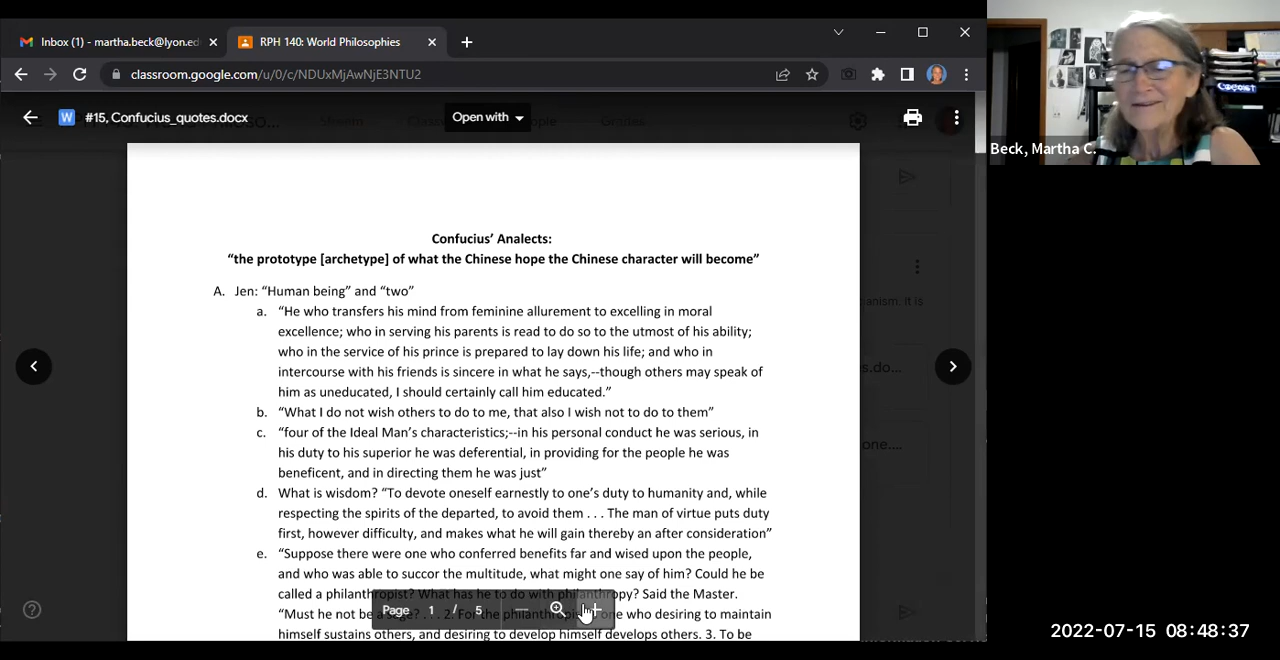 Inbox (1) - martha.beck@lyon.ed
RPH 140: World Philosophies
classroom.google.com/u/0/c/NDUxMjAwNjE3NTU2
#15, Confucius_quotes.docx
Open with
Beck, Martha C.
Confucius' Analects:
“the prototype [archetype] of what the Chinese hope the Chinese character will become”
A. Jen: “Human being” and “two”
a. “He who transfers his mind from feminine allurement to excelling in moral
excellence; who in serving his parents is read to do so to the utmost of his ability;
who in the service of his prince is prepared to lay down his life; and who in
intercourse with his friends is sincere in what he says,--though others may speak of
him as uneducated, I should certainly call him educated.”
b. “What I do not wish others to do to me, that also I wish not to do to them”
c. “four of the Ideal Man's characteristics;--in his personal conduct he was serious, in
his duty to his superior he was deferential, in providing for the people he was
beneficent, and in directing them he was just”
d. What is wisdom? “To devote oneself earnestly to one's duty to humanity and, while
respecting the spirits of the departed, to avoid them . . . The man of virtue puts duty
first, however difficulty, and makes what he will gain thereby an after consideration”
e. “Suppose there were one who conferred benefits far and wised upon the people,
and who was able to succor the multitude, what might one say of him? Could he be
called a philanthropist? What has he to do with philanthropy? Said the Master.
“Must he not be a sage? . . . 2. For the philanthropist is one who desiring to maintain
himself sustains others, and desiring to develop himself develops others. 3. To be
Page 1 / 5
2022-07-15 08:48:37